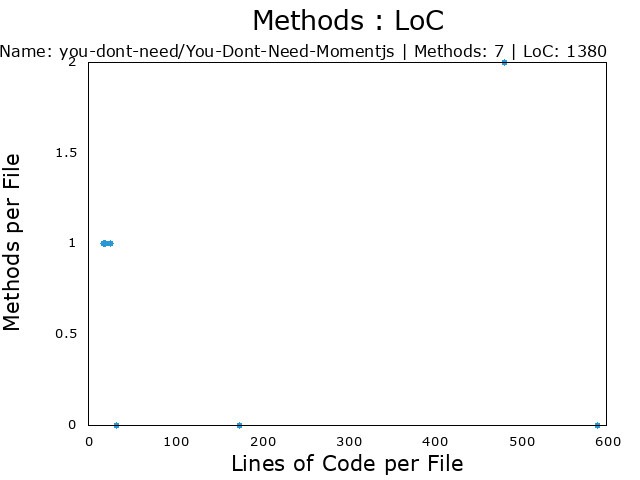 Methods : LoC
Name: you-dont-need/You-Dont-Need-Momentjs | Methods: 7 | LoC: 1380
2
1.5
1
0.5
0
Methods per File
0 100 200 300 400 500 600
Lines of Code per File